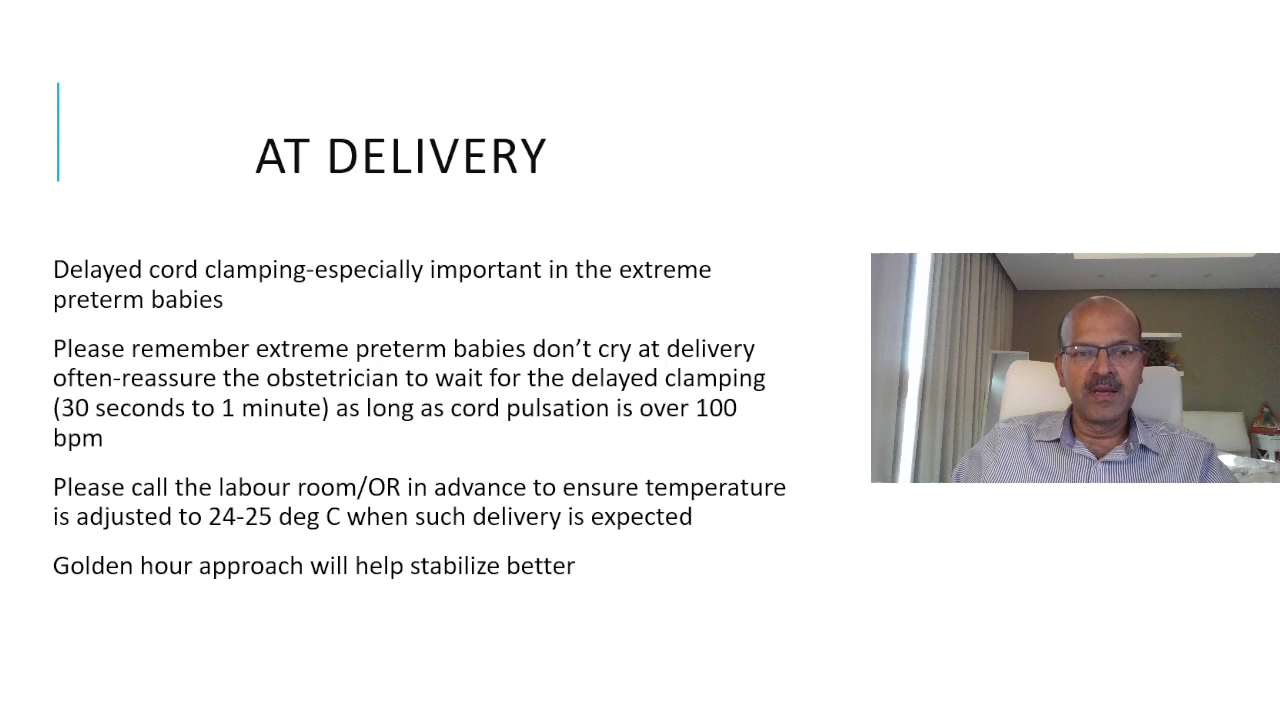 AT DELIVERY
Delayed cord clamping-especially important in the extreme
preterm babies
Please remember extreme preterm babies don’t cry at delivery
often-reassure the obstetrician to wait for the delayed clamping
(30 seconds to 1 minute) as long as cord pulsation is over 100
bpm
Please call the labour room/OR in advance to ensure temperature
is adjusted to 24-25 deg C when such delivery is expected
Golden hour approach will help stabilize better